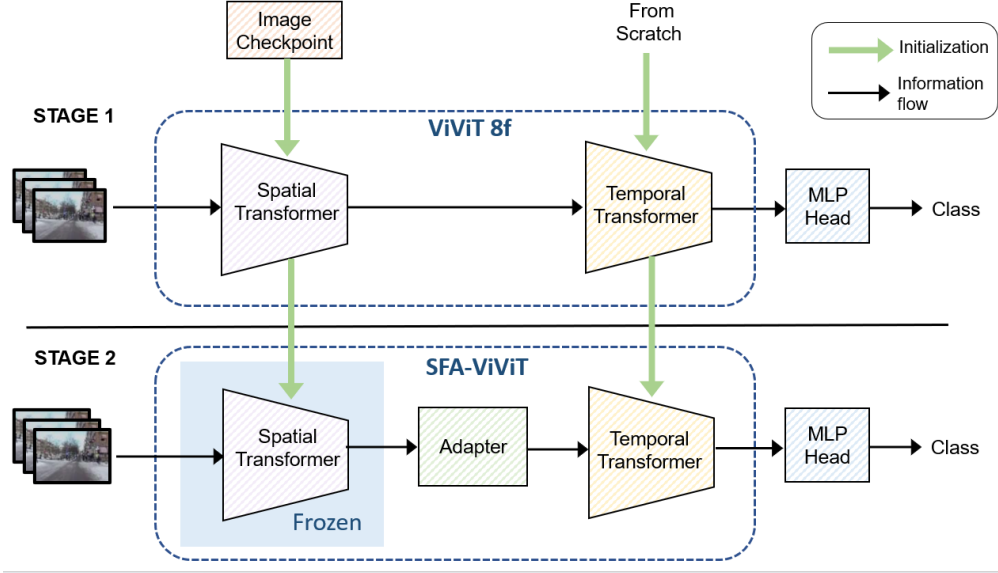 Image
Checkpoint
From
Scratch
Initialization
Information
flow
STAGE 1
ViViT 8f
Spatial
Transformer
Temporal
Transformer
MLP
Head
Class
STAGE 2
SFA-ViViT
Spatial
Transformer
Adapter
Temporal
Transformer
MLP
Head
Class
Frozen